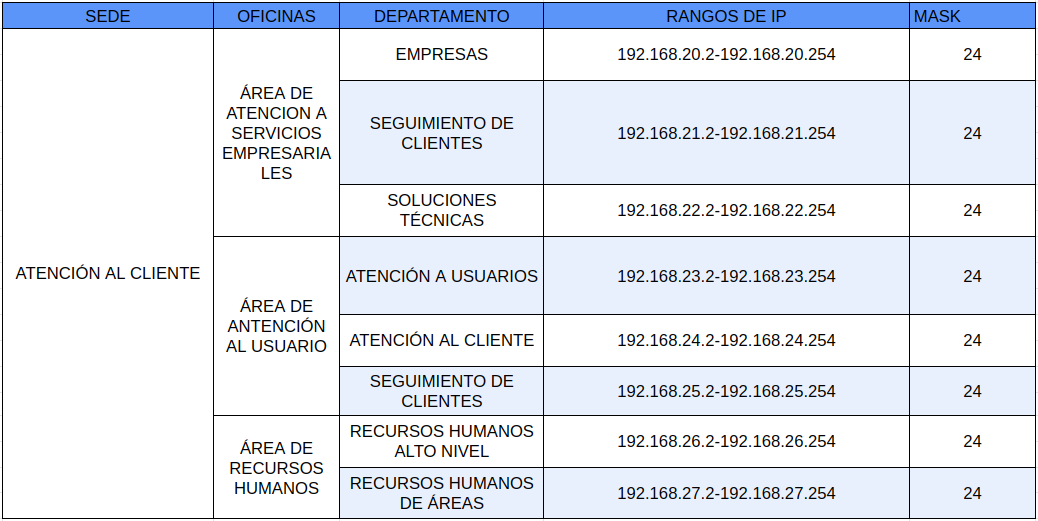 SEDE OFICINAS DEPARTAMENTO RANGOS DE IP MASK
ATENCIÓN AL CLIENTE
ÁREA DE
ATENCION A
SERVICIOS
EMPRESARIA
LES
EMPRESAS 192.168.20.2-192.168.20.254 24
SEGUIMIENTO DE
CLIENTES
192.168.21.2-192.168.21.254 24
SOLUCIONES
TÉCNICAS
192.168.22.2-192.168.22.254 24
ÁREA DE
ANTENCIÓN
AL USUARIO
ATENCIÓN A USUARIOS 192.168.23.2-192.168.23.254 24
ATENCIÓN AL CLIENTE 192.168.24.2-192.168.24.254 24
SEGUIMIENTO DE
CLIENTES
192.168.25.2-192.168.25.254 24
ÁREA DE
RECURSOS
HUMANOS
RECURSOS HUMANOS
ALTO NIVEL
192.168.26.2-192.168.26.254 24
RECURSOS HUMANOS
DE ÁREAS
192.168.27.2-192.168.27.254 24